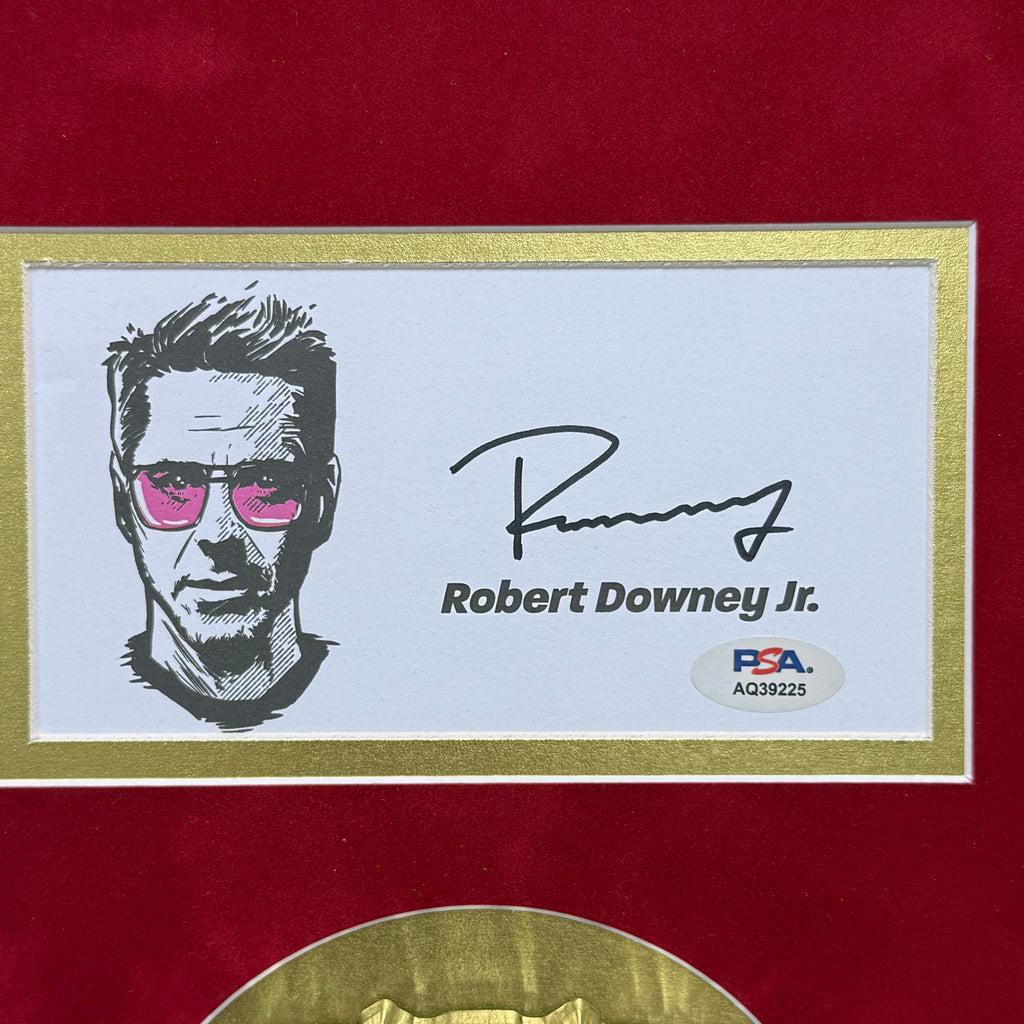 Robert Downey Jr.
PSA
AQ39225